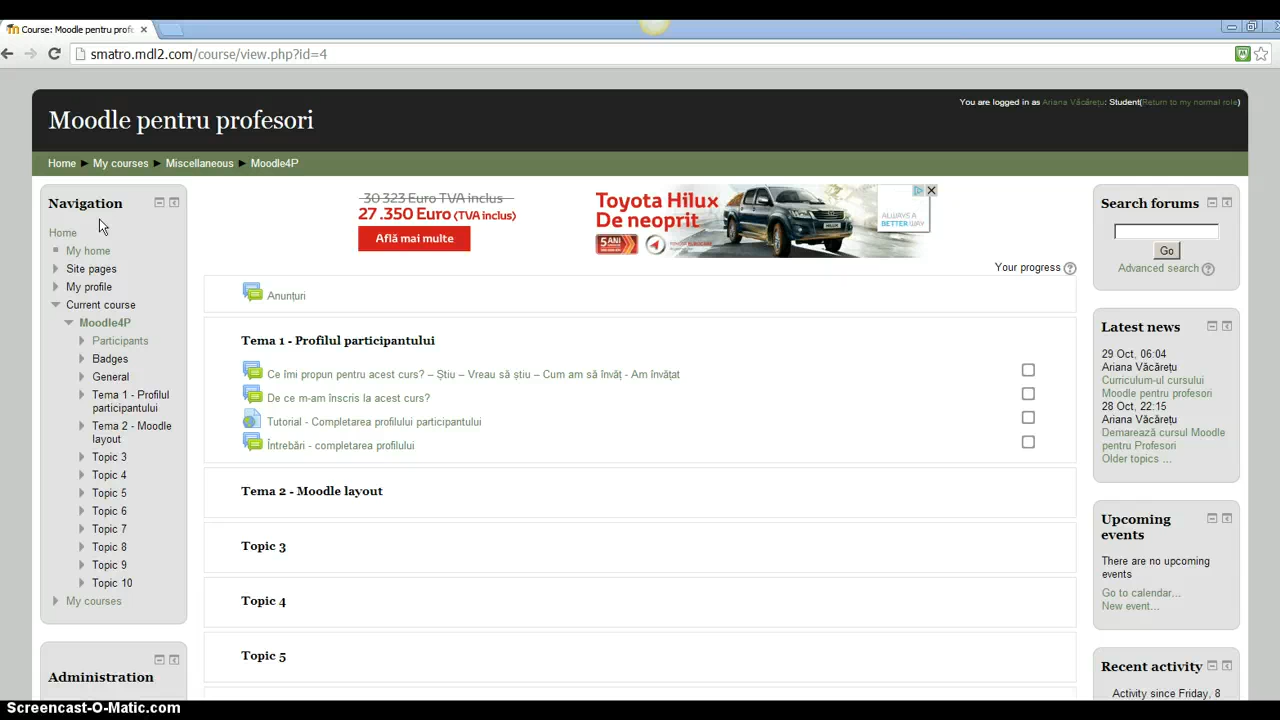 Course: Moodle pentru profe
smatro.mdl2.com/course/view.php?id=4
You are logged in as Ariana Văcărețu: Student(Return to my normal role)
Moodle pentru profesori
Home ► My courses ► Miscellaneous ► Moodle4P
Navigation
Home
My home
Site pages
My profile
Current course
Moodle4P
Participants
Badges
General
Tema 1 - Profilul
participantului
Tema 2 - Moodle
layout
Topic 3
Topic 4
Topic 5
Topic 6
Topic 7
Topic 8
Topic 9
Topic 10
My courses
Administration
30 323 Euro TVA inclus
27 .350 Euro (TVA inclus)
Află mai multe
Toyota Hilux
De neoprit
5 ANI
ALWAYS A
BETTER WAY
Your progress
Anunțuri
Tema 1 - Profilul participantului
Ce îmi propun pentru acest curs? – Știu – Vreau să știu – Cum am să învăț - Am învățat
De ce m-am înscris la acest curs?
Tutorial - Completarea profilului participantului
Întrebări - completarea profilului
Tema 2 - Moodle layout
Topic 3
Topic 4
Topic 5
Search forums
Go
Advanced search
Latest news
29 Oct, 06:04
Ariana Văcărețu
Curriculum-ul cursului
Moodle pentru profesori
28 Oct, 22:15
Ariana Văcărețu
Demarează cursul Moodle
pentru Profesori
Older topics ...
Upcoming
events
There are no upcoming
events
Go to calendar...
New event...
Recent activity
Activity since Friday, 8
Screencast-O-Matic.com